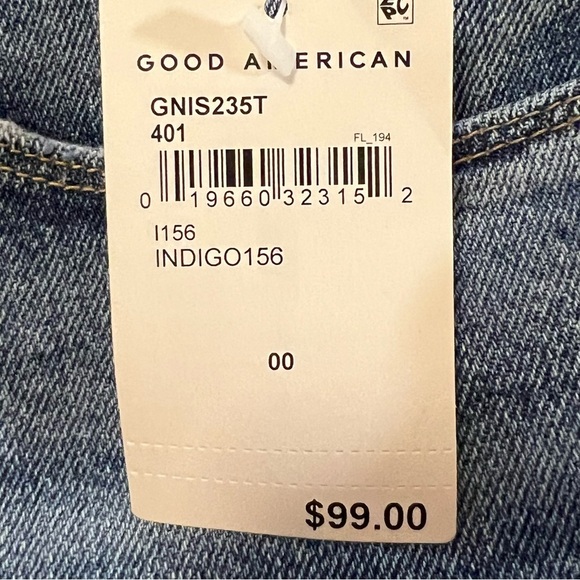 GOOD AMERICAN
GNIS235T
401
FL_194
0 19660 32315 2
I156
INDIGO156
00
$99.00